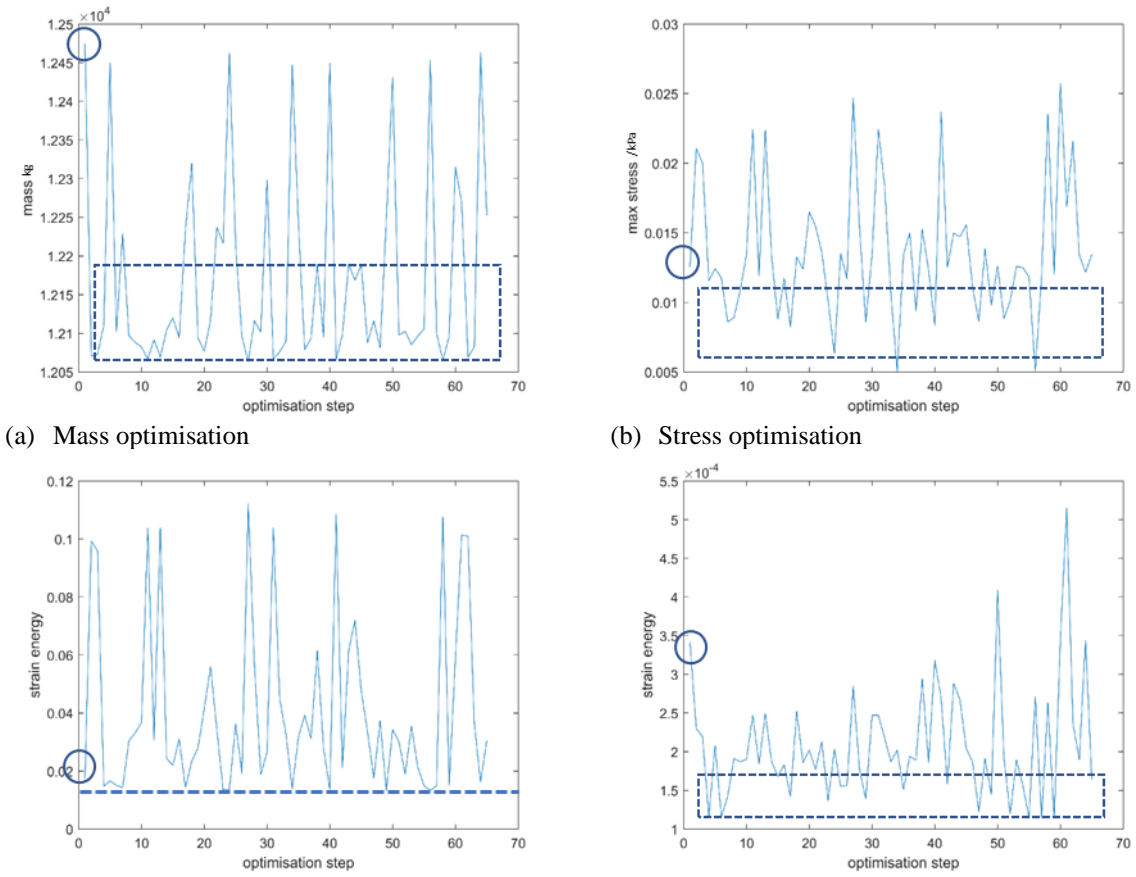 ×10⁴
1.25
1.245
1.24
1.235
1.23
1.225
1.22
1.215
1.21
1.205
mass kg
0 10 20 30 40 50 60 70
optimisation step
0.03
0.025
0.02
0.015
0.01
0.005
max stress /kPa
0 10 20 30 40 50 60 70
optimisation step
(a) Mass optimisation
(b) Stress optimisation
0.12
0.1
0.08
0.06
0.04
0.02
0
strain energy
0 10 20 30 40 50 60 70
optimisation step
×10⁻⁴
5.5
5
4.5
4
3.5
3
2.5
2
1.5
1
strain energy
0 10 20 30 40 50 60 70
optimisation step